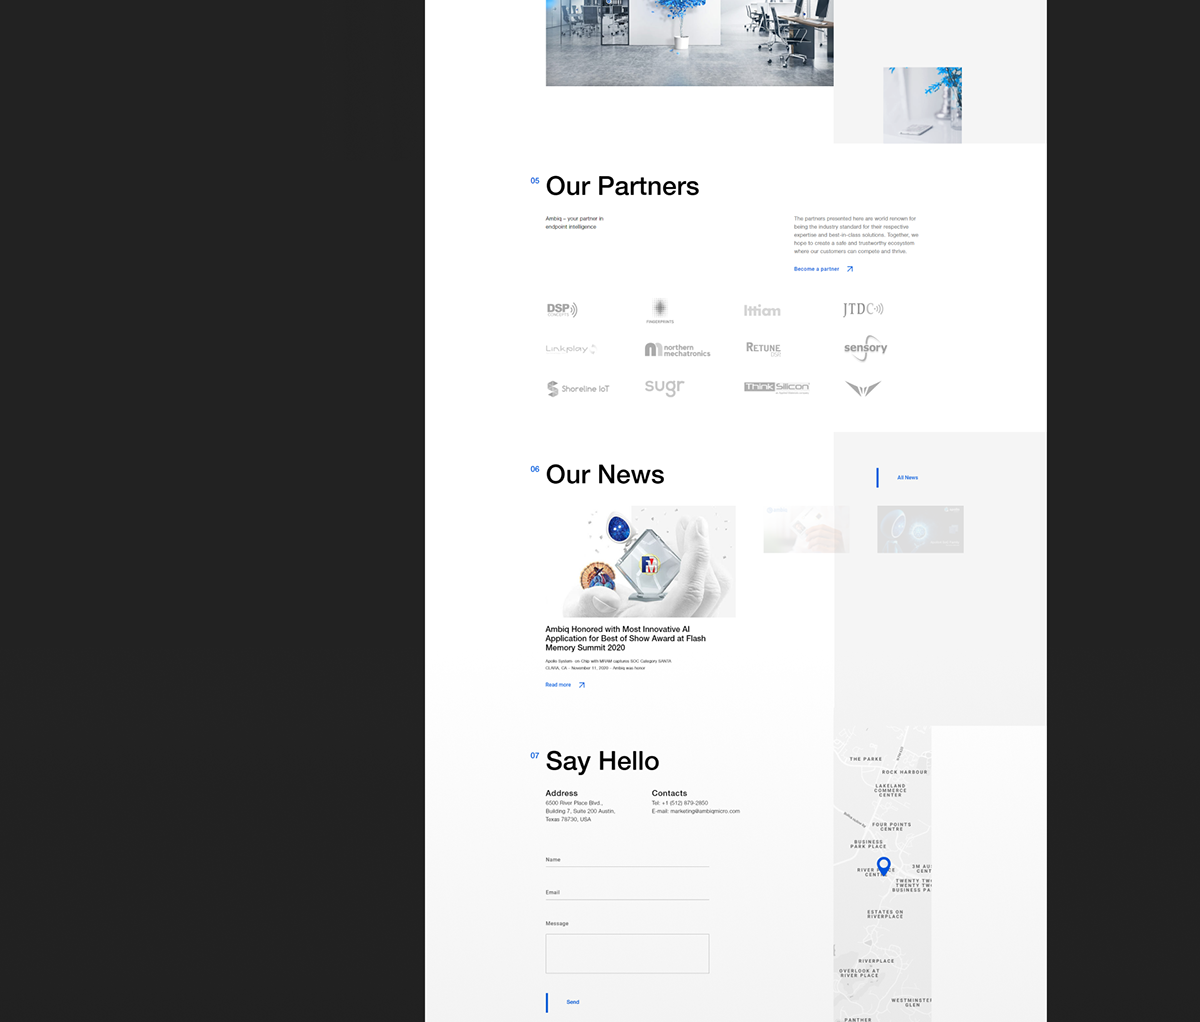 05
Our Partners
Ambiq – your partner in
endpoint intelligence
The partners presented here are world renown for
being the industry standard for their respective
expertise and best-in-class solutions. Together, we
hope to create a safe and trustworthy ecosystem
where our customers can compete and thrive.
Become a partner
DSP
CONCEPTS
FINGERPRINTS
Ittiam
JTDC
Linkplay
northern
mechatronics
RETUNE
DSP
sensory
Shoreline IoT
sugr
Think Silicon
06
Our News
All News
FM
Ambiq Honored with Most Innovative AI
Application for Best of Show Award at Flash
Memory Summit 2020
Apollo System- on Chip with MRAM captures SOC Category SANTA
CLARA, CA - November 11, 2020 - Ambiq was honor
Read more
07
Say Hello
Address
6500 River Place Blvd.,
Building 7, Suite 200 Austin,
Texas 78730, USA
Contacts
Tel: +1 (512) 879-2850
E-mail: marketing@ambiqmicro.com
Name
Email
Message
Send
THE PARKE
ROCK HARBOUR
LAKELAND
COMMERCE
CENTER
FOUR POINTS
CENTRE
BUSINESS
PARK PLACE
RIVER
3M AU
CENT
TWENTY TW
TWENTY TW
BUSINESS PA
ESTATES ON
RIVERPLACE
RIVERPLACE
OVERLOOK AT
RIVER PLACE
WESTMINSTER
GLEN
PANTHER